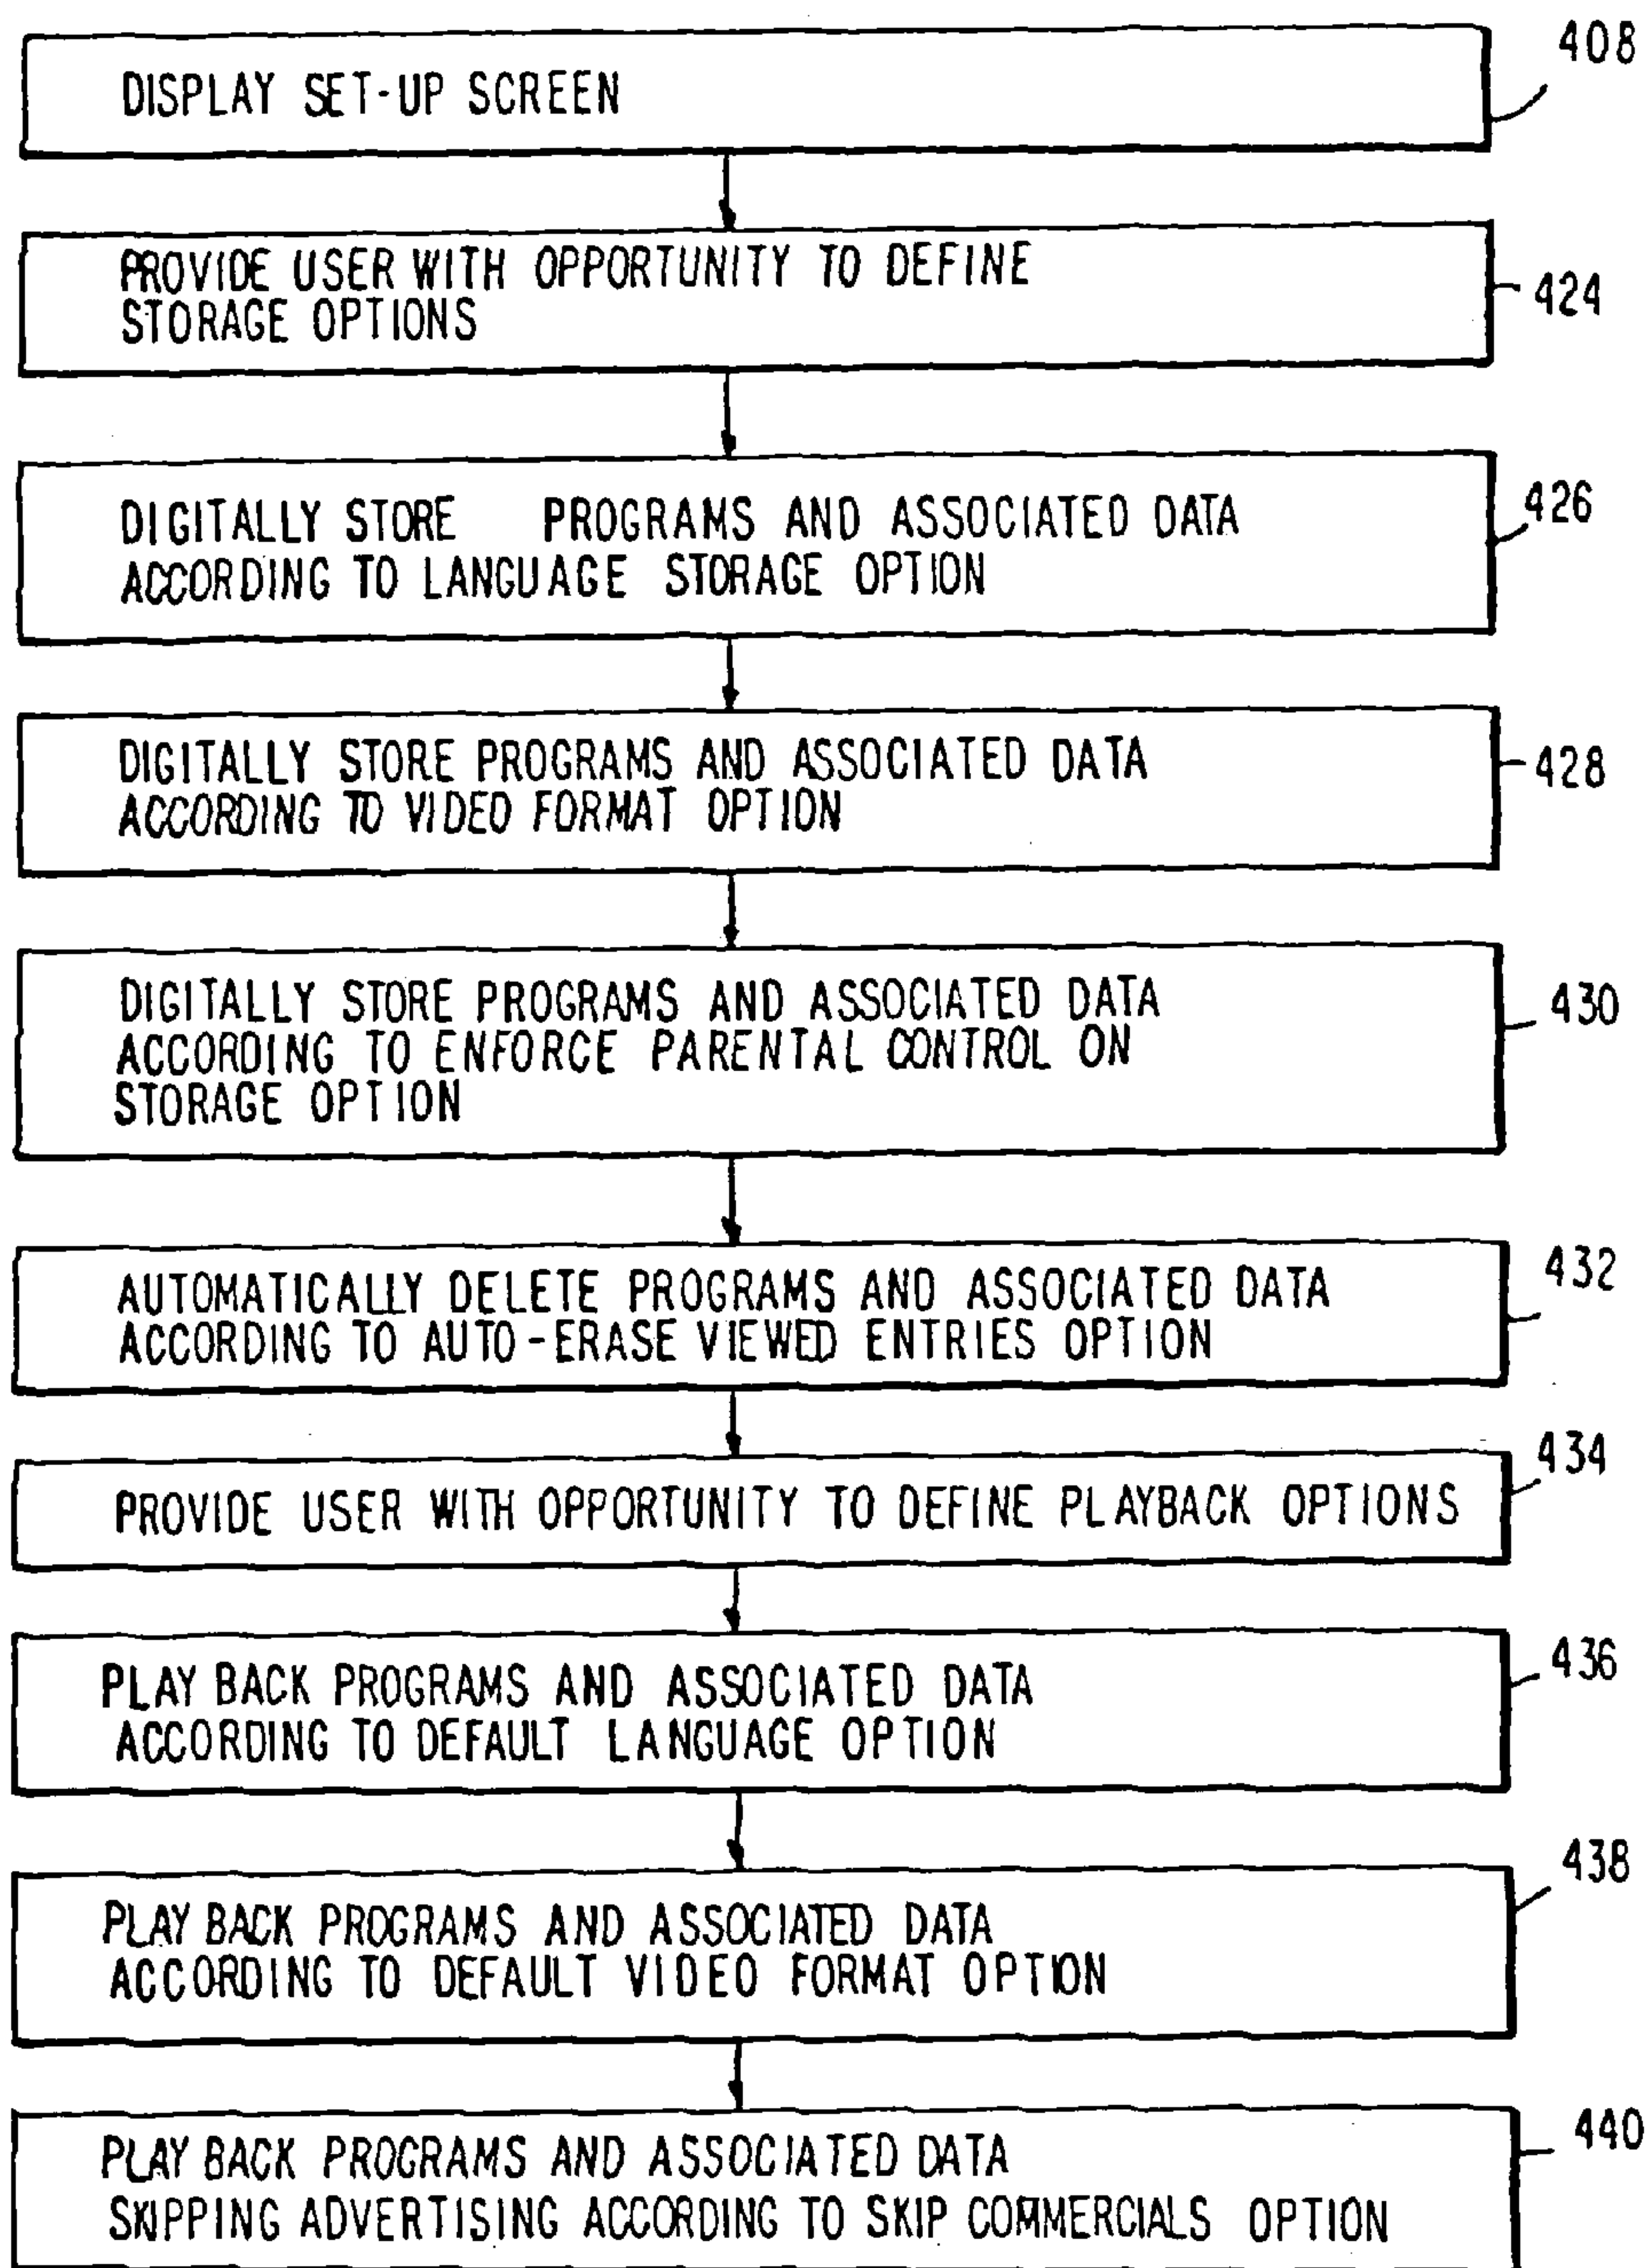 408
DISPLAY SET-UP SCREEN
PROVIDE USER WITH OPPORTUNITY TO DEFINE
STORAGE OPTIONS
424
DIGITALLY STORE PROGRAMS AND ASSOCIATED DATA
ACCORDING TO LANGUAGE STORAGE OPTION
426
DIGITALLY STORE PROGRAMS AND ASSOCIATED DATA
ACCORDING TO VIDEO FORMAT OPTION
428
DIGITALLY STORE PROGRAMS AND ASSOCIATED DATA
ACCORDING TO ENFORCE PARENTAL CONTROL ON
STORAGE OPTION
430
AUTOMATICALLY DELETE PROGRAMS AND ASSOCIATED DATA
ACCORDING TO AUTO-ERASE VIEWED ENTRIES OPTION
432
PROVIDE USER WITH OPPORTUNITY TO DEFINE PLAYBACK OPTIONS
434
PLAY BACK PROGRAMS AND ASSOCIATED DATA
ACCORDING TO DEFAULT LANGUAGE OPTION
436
PLAY BACK PROGRAMS AND ASSOCIATED DATA
ACCORDING TO DEFAULT VIDEO FORMAT OPTION
438
PLAY BACK PROGRAMS AND ASSOCIATED DATA
SKIPPING ADVERTISING ACCORDING TO SKIP COMMERCIALS OPTION
440